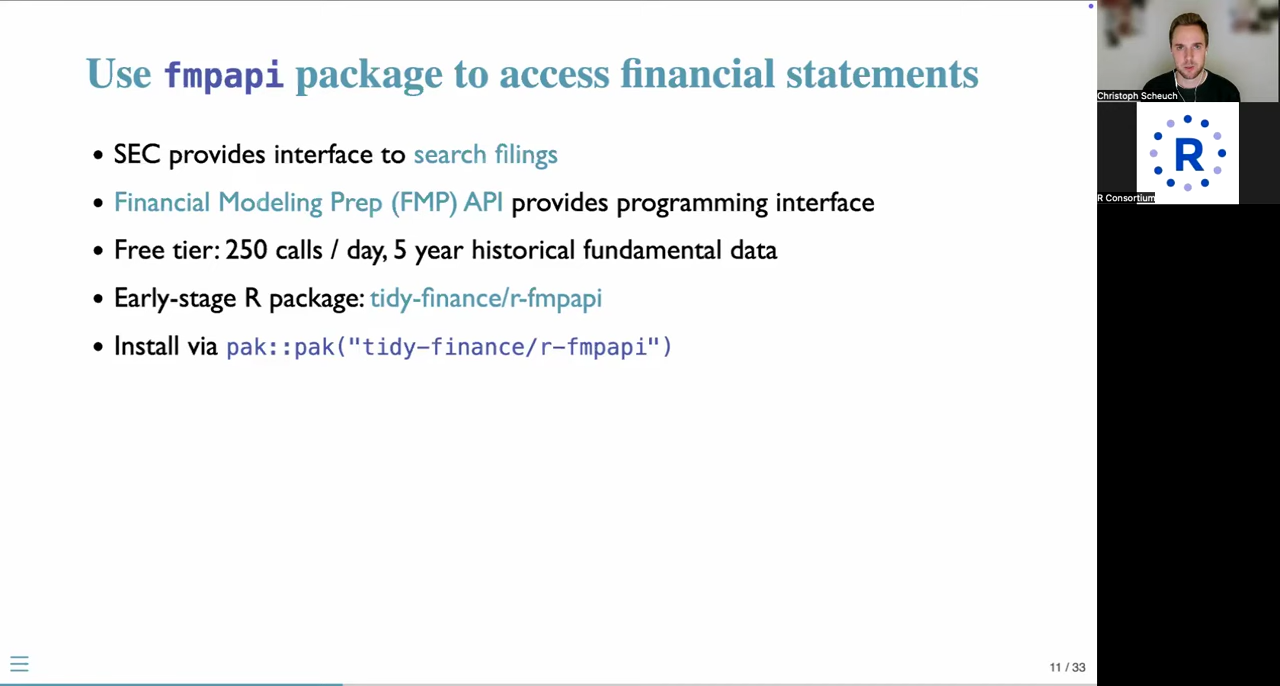 Use fmpapi package to access financial statements
• SEC provides interface to search filings
• Financial Modeling Prep (FMP) API provides programming interface
• Free tier: 250 calls / day, 5 year historical fundamental data
• Early-stage R package: tidy-finance/r-fmpapi
• Install via pak::pak("tidy-finance/r-fmpapi")
11 / 33
Christoph Scheuch
R
R Consortium